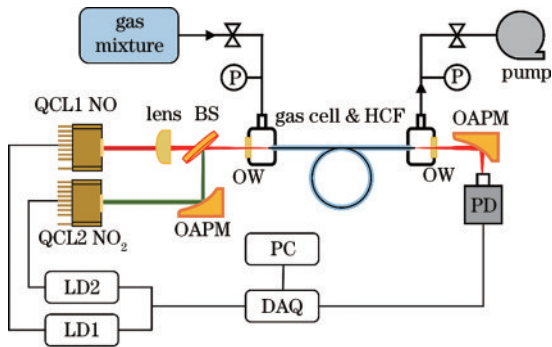 gas
mixture
P
P
pump
QCL1 NO
lens
BS
gas cell & HCF
OAPM
OW
OW
QCL2 NO₂
OAPM
PD
PC
LD2
DAQ
LD1